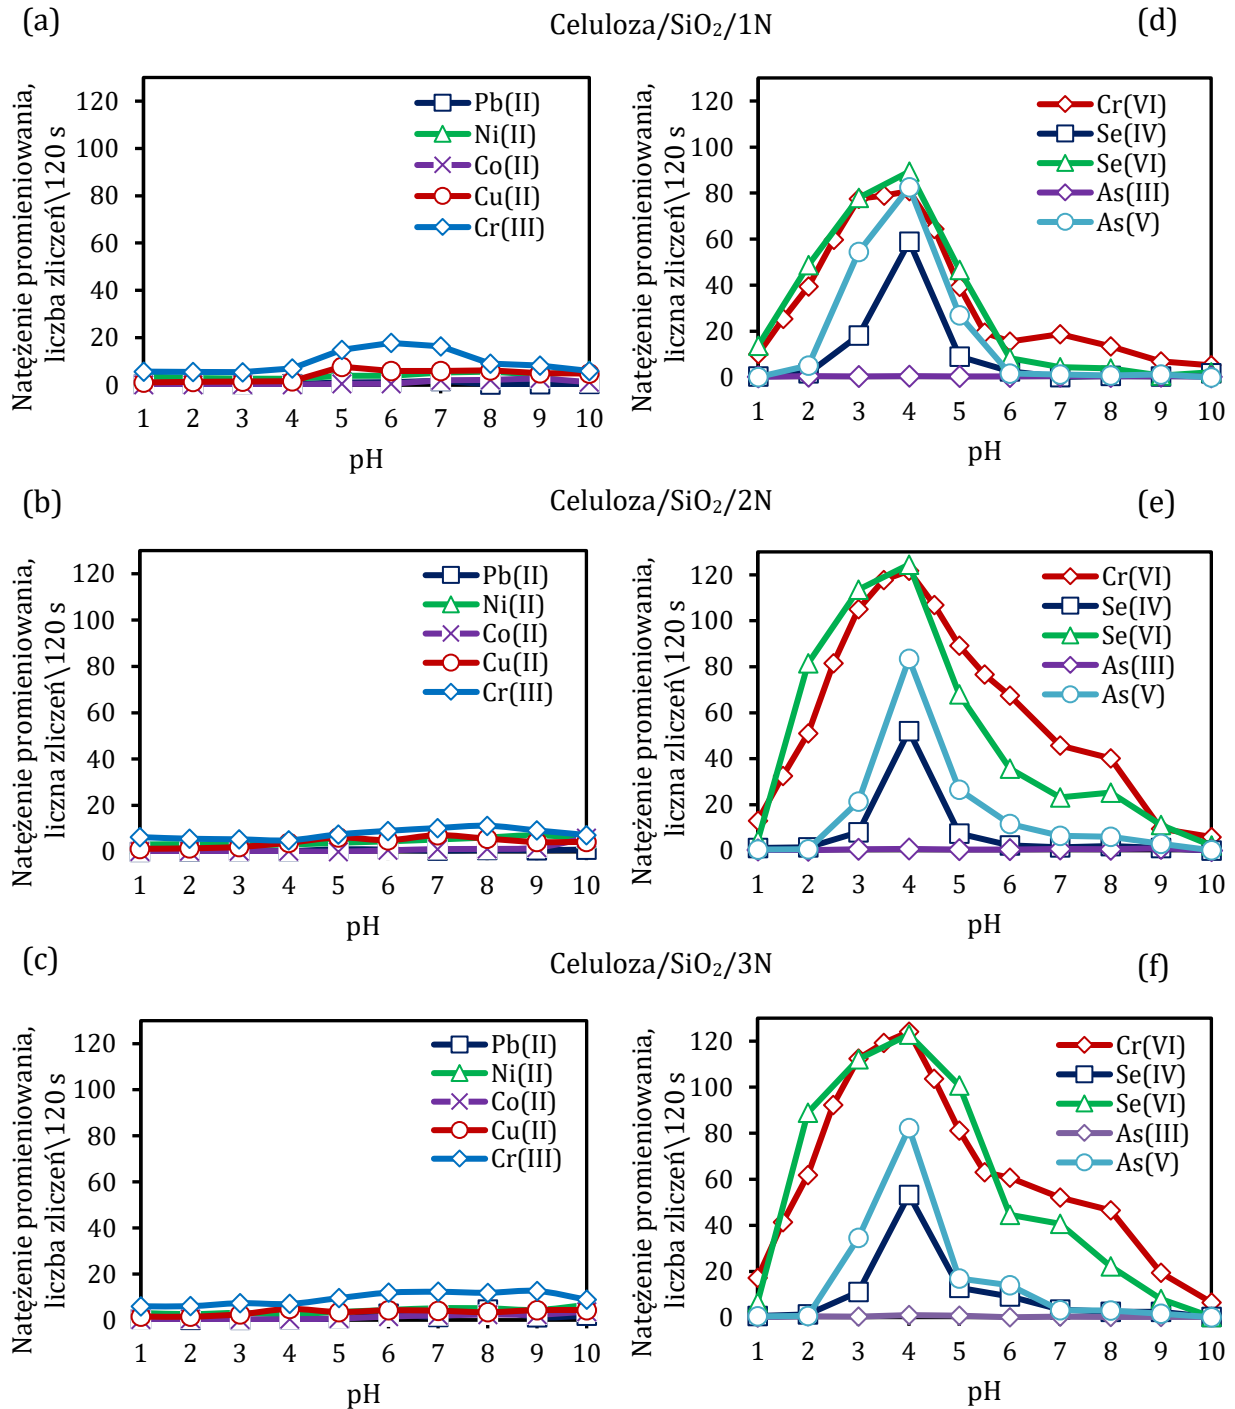 (a)
Celuloza/SiO₂/1N
(d)
Natężenie promieniowania,
liczba zliczeń\120 s
120
100
80
60
40
20
0
Pb(II)
Ni(II)
Co(II)
Cu(II)
Cr(III)
1 2 3 4 5 6 7 8 9 10
pH
Natężenie promieniowania,
liczna zliczeń\120 s
120
100
80
60
40
20
0
Cr(VI)
Se(IV)
Se(VI)
As(III)
As(V)
1 2 3 4 5 6 7 8 9 10
pH
(b)
Celuloza/SiO₂/2N
(e)
Natężenie promieniowania,
liczba zliczeń\120 s
120
100
80
60
40
20
0
Pb(II)
Ni(II)
Co(II)
Cu(II)
Cr(III)
1 2 3 4 5 6 7 8 9 10
pH
Natężenie promieniowania,
liczna zliczeń\120 s
120
100
80
60
40
20
0
Cr(VI)
Se(IV)
Se(VI)
As(III)
As(V)
1 2 3 4 5 6 7 8 9 10
pH
(c)
Celuloza/SiO₂/3N
(f)
Natężenie promieniowania,
liczba zliczeń\120 s
120
100
80
60
40
20
0
Pb(II)
Ni(II)
Co(II)
Cu(II)
Cr(III)
1 2 3 4 5 6 7 8 9 10
pH
Natężenie promieniowania,
liczna zliczeń\120 s
120
100
80
60
40
20
0
Cr(VI)
Se(IV)
Se(VI)
As(III)
As(V)
1 2 3 4 5 6 7 8 9 10
pH